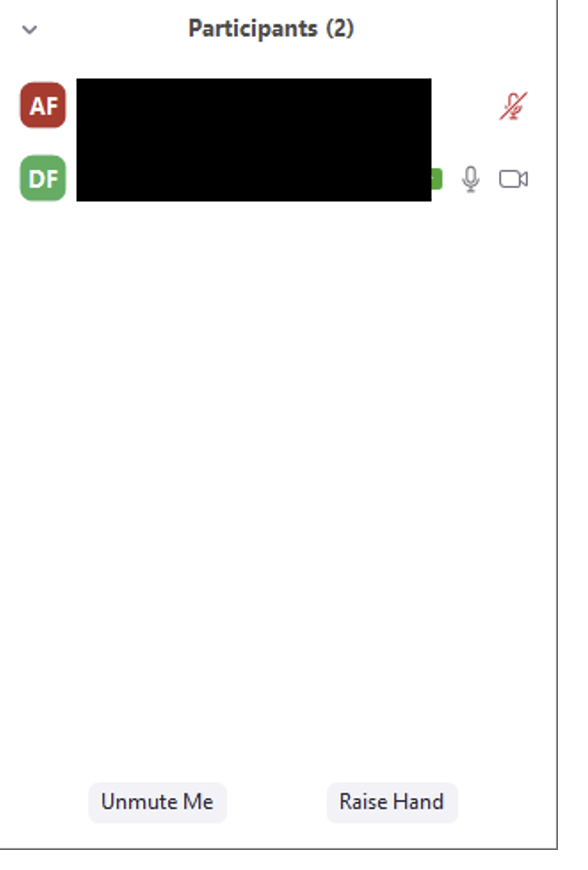 Participants (2)
AF
DF
Unmute Me
Raise Hand